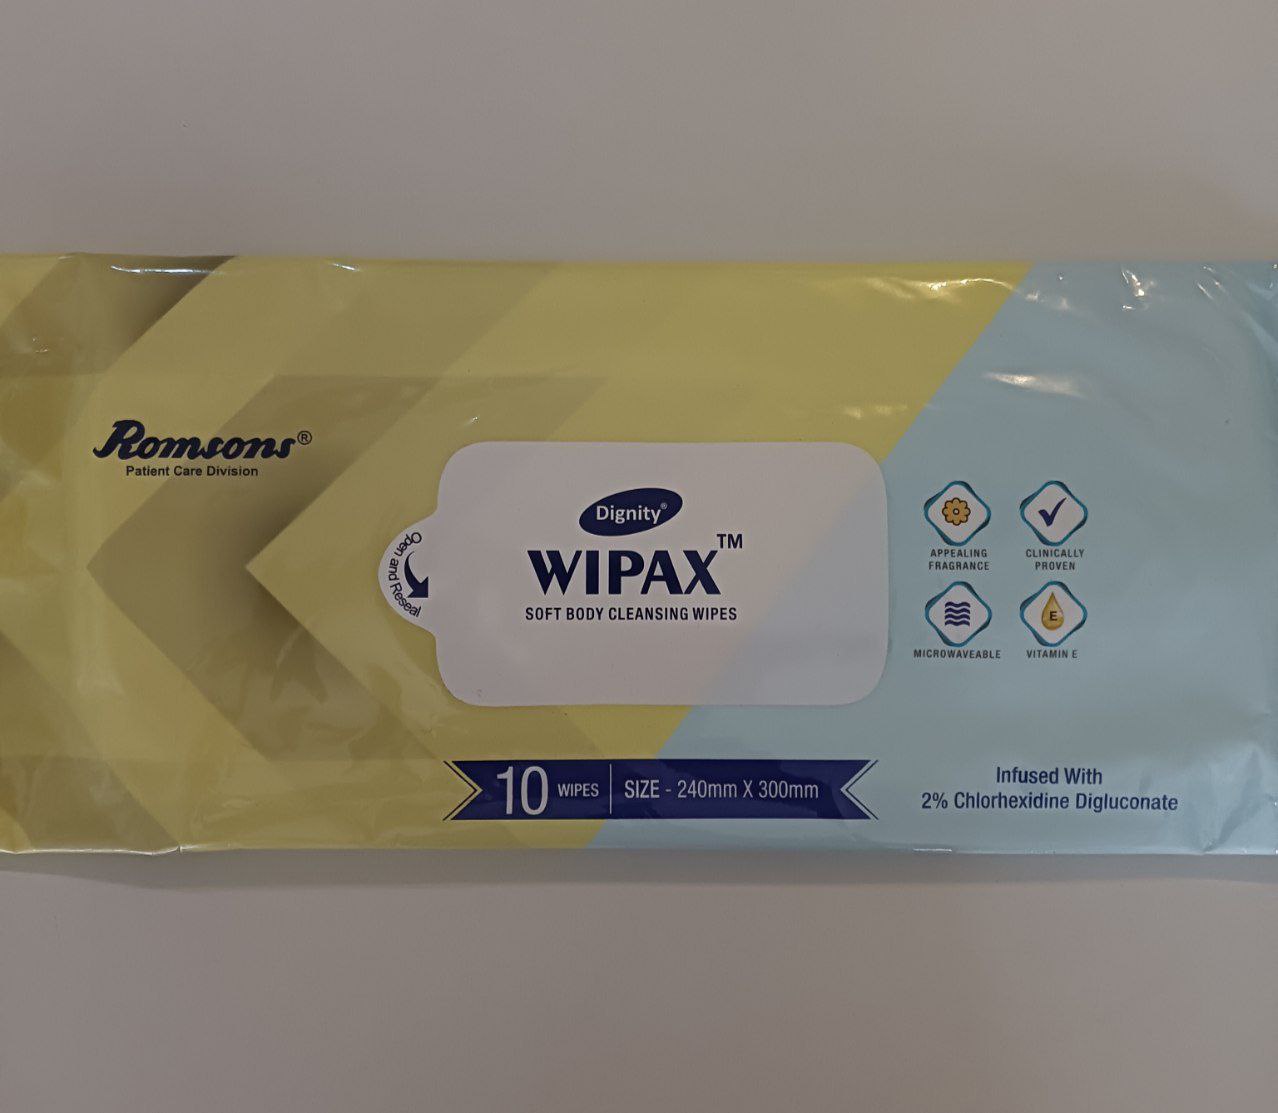 Romsons®
Patient Care Division
Open and Reseal
Dignity®
WIPAX™
SOFT BODY CLEANSING WIPES
APPEALING
FRAGRANCE
CLINICALLY
PROVEN
MICROWAVEABLE
E
VITAMIN E
10 WIPES | SIZE - 240mm X 300mm
Infused With
2% Chlorhexidine Digluconate